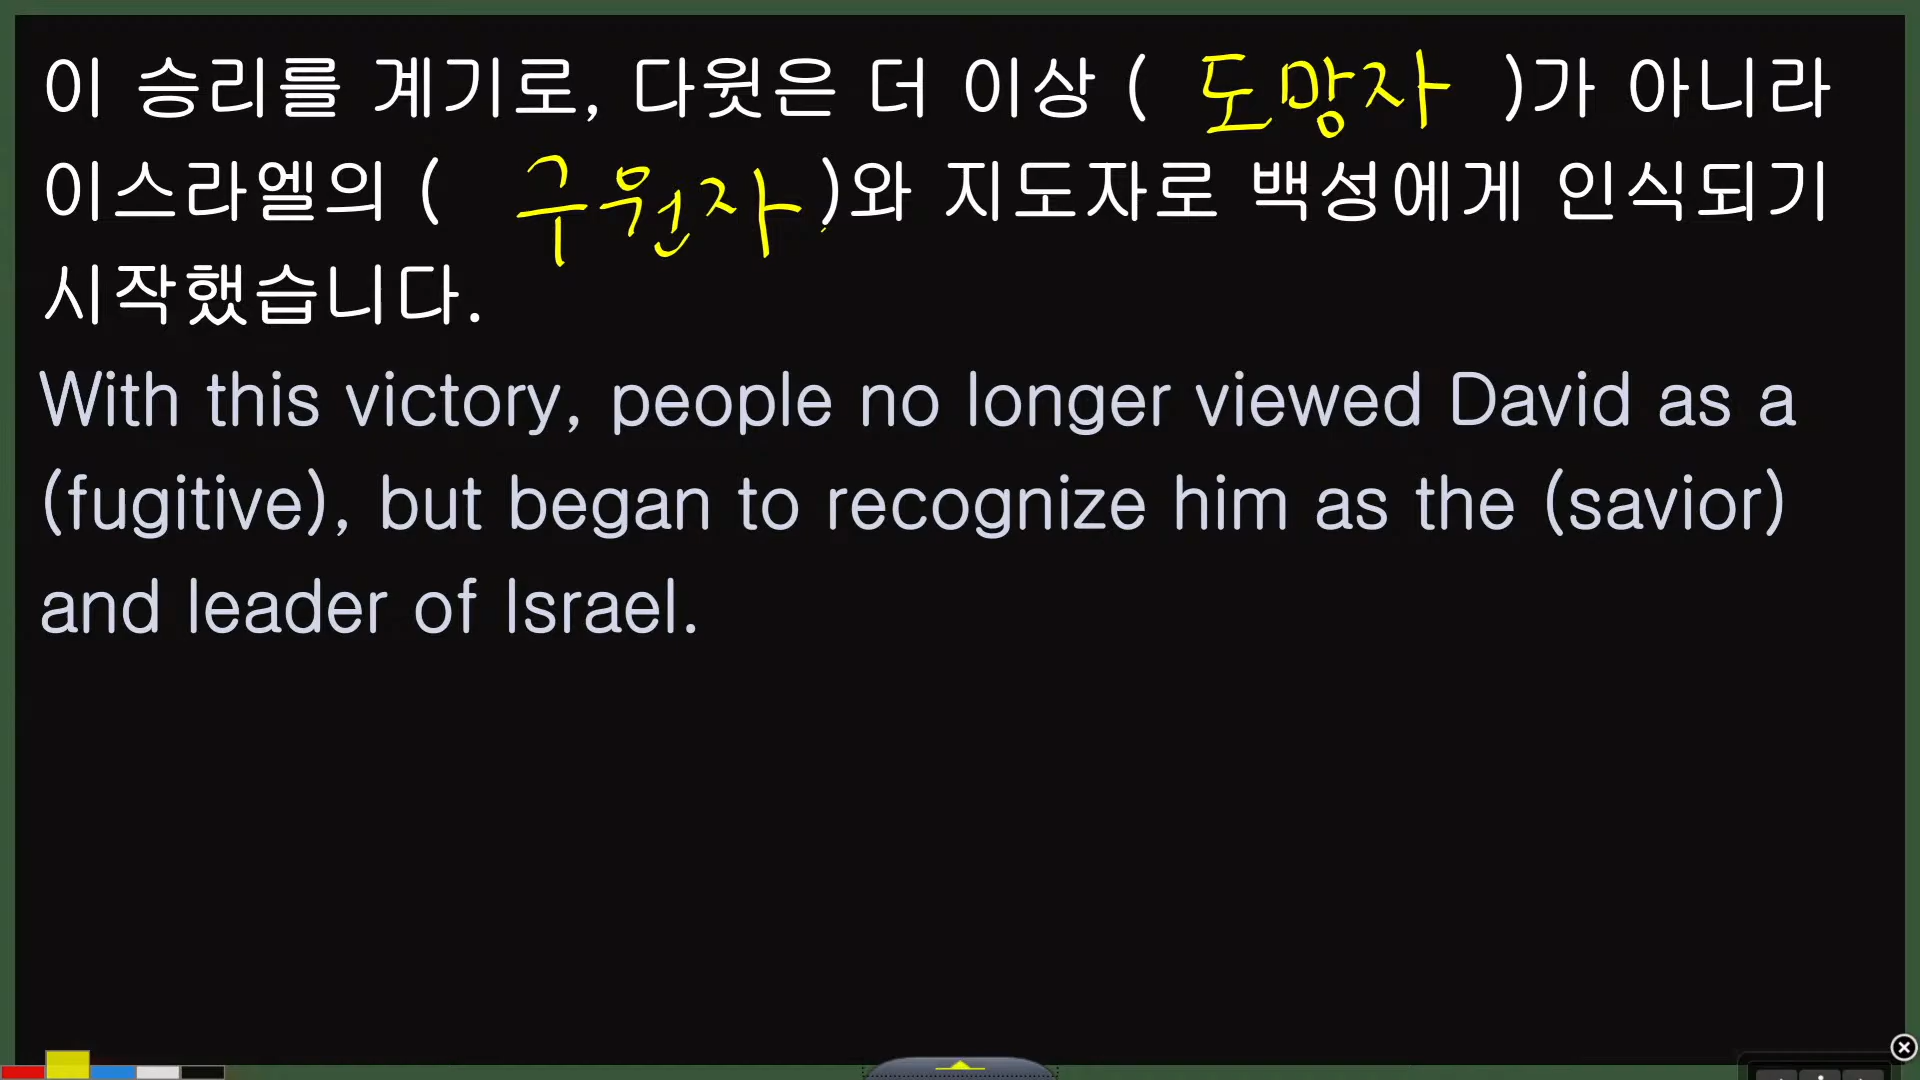 이 승리를 계기로, 다윗은 더 이상 ( 도망자 )가 아니라
이스라엘의 ( 구원자 )와 지도자로 백성에게 인식되기
시작했습니다.
With this victory, people no longer viewed David as a
(fugitive), but began to recognize him as the (savior)
and leader of Israel.